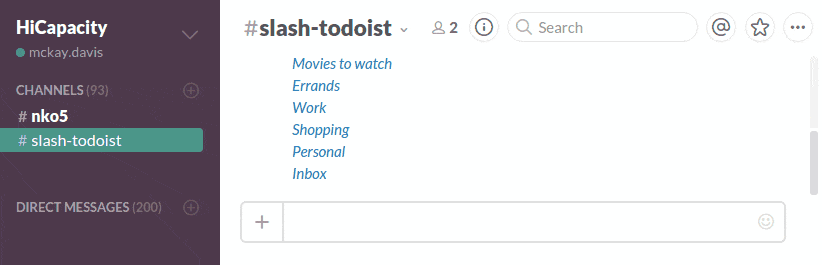 HiCapacity
mckay.davis
CHANNELS (93)
# nko5
# slash-todoist
DIRECT MESSAGES (200)
#slash-todoist
2
Search
Movies to watch
Errands
Work
Shopping
Personal
Inbox